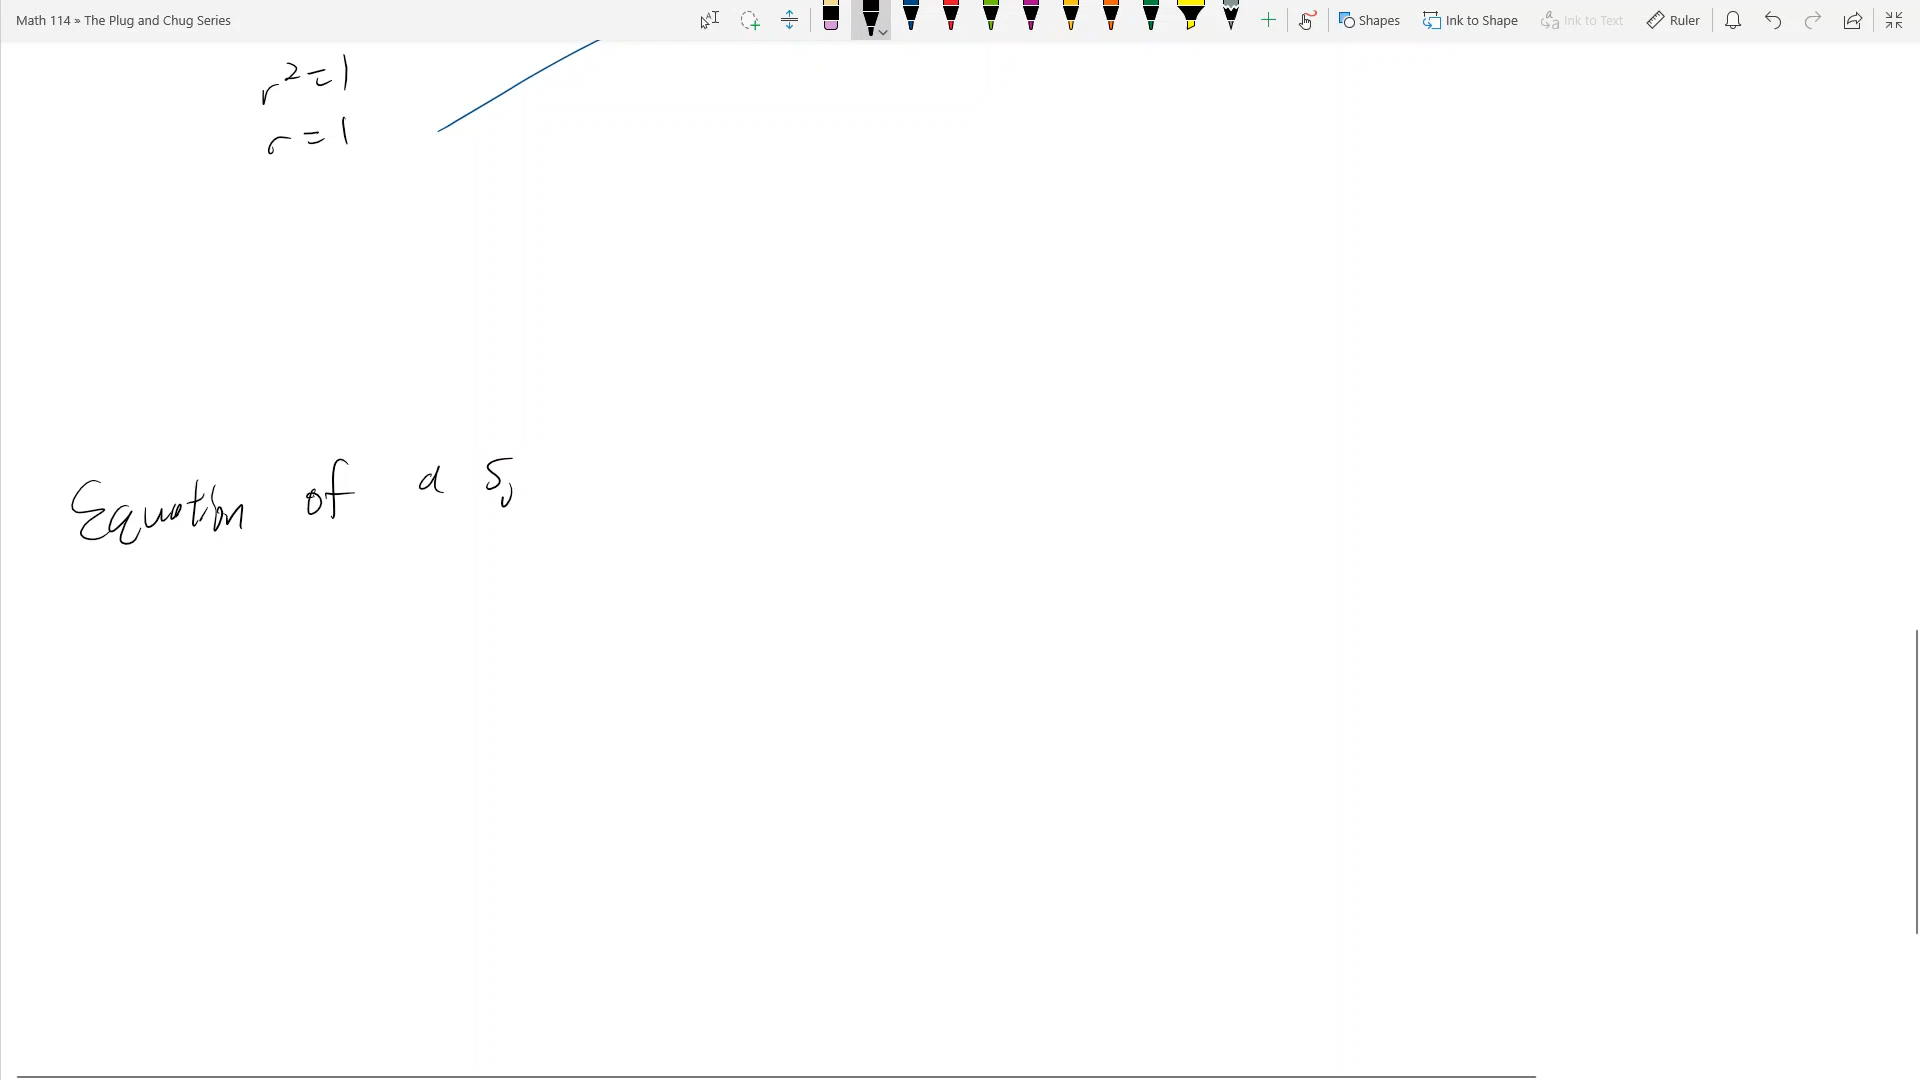 Math 114 » The Plug and Chug Series
Shapes
Ink to Shape
Ink to Text
Ruler
r²=1
r=1
Equation of a S